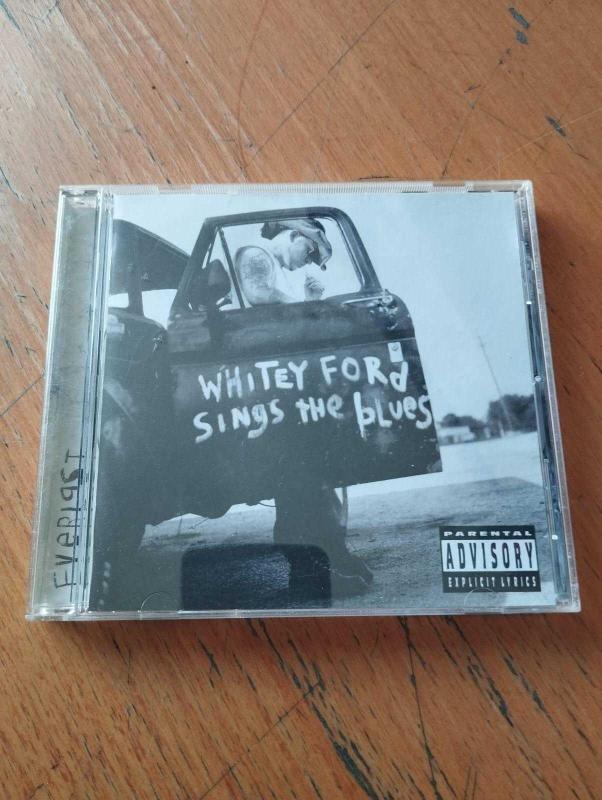 EVERlAST
WHiTEY FORd
SiNgS THe bLUES
PARENTAL
ADVISORY
EXPLICIT LYRICS